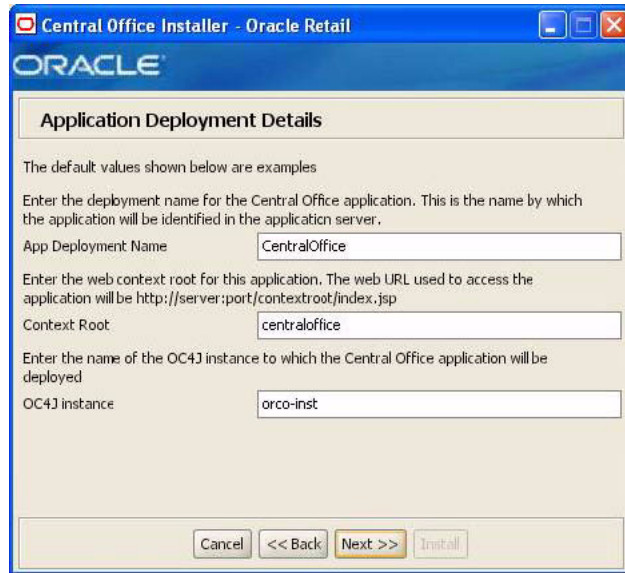 Central Office Installer - Oracle Retail
ORACLE
Application Deployment Details
The default values shown below are examples
Enter the deployment name for the Central Office application. This is the name by which
the application will be identified in the application server.
App Deployment Name CentralOffice
Enter the web context root for this application. The web URL used to access the
application will be http://server:port/contextroot/index.jsp
Context Root centraloffice
Enter the name of the OC4J instance to which the Central Office application will be
deployed
OC4J instance orco-inst
Cancel << Back Next >> Install